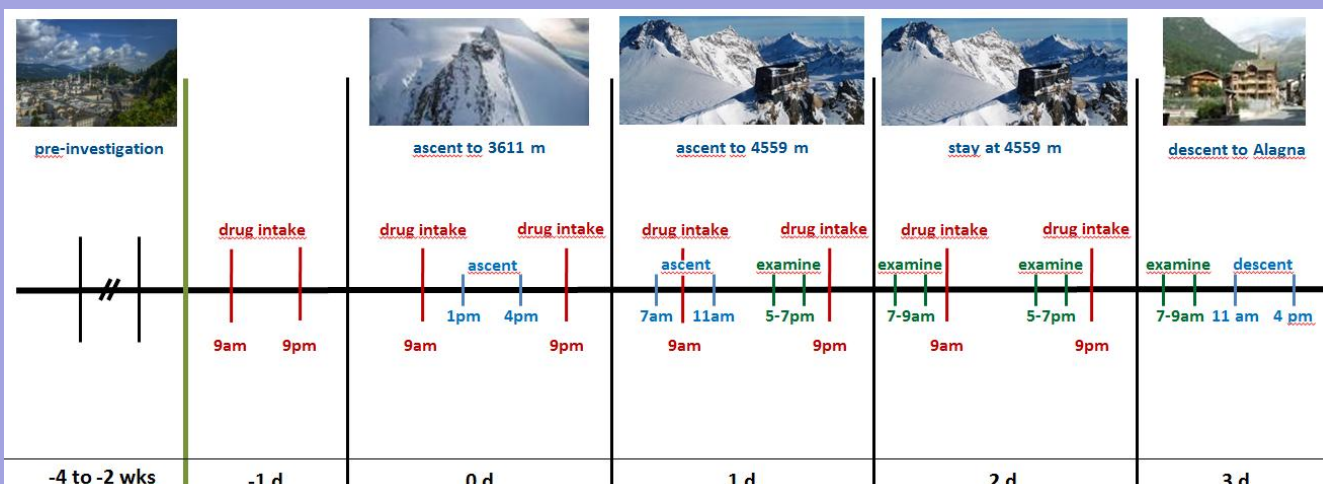 pre-investigation
ascent to 3611 m
ascent to 4559 m
stay at 4559 m
descent to Alagna
drug intake
drug intake
drug intake
drug intake
drug intake
drug intake
drug intake
ascent
ascent
examine
examine
examine
examine
descent
1pm
4pm
7am
11am
5-7pm
7-9am
5-7pm
7-9am
11 am
4 pm
9am
9pm
9am
9pm
9am
9pm
9am
9pm
-4 to -2 wks
-1 d
0 d
1 d
2 d
3 d